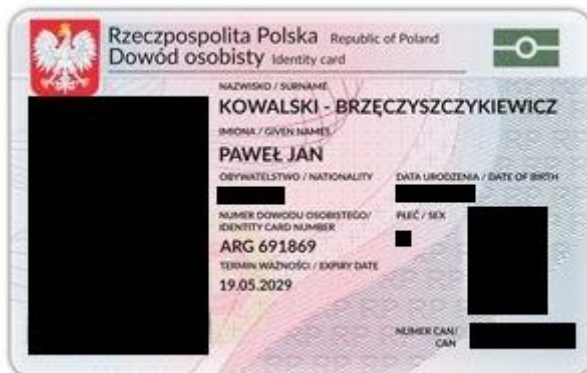 Rzeczpospolita Polska Republic of Poland
Dowód osobisty Identity card
NAZWISKO / SURNAME
KOWALSKI - BRZĘCZYSZCZYKIEWICZ
IMIONA / GIVEN NAMES
PAWEŁ JAN
OBYWATELSTWO / NATIONALITY DATA URODZENIA / DATE OF BIRTH
NUMER DOWODU OSOBISTEGO/ PŁEĆ / SEX
IDENTITY CARD NUMBER
ARG 691869
TERMIN WAŻNOŚCI / EXPIRY DATE
19.05.2029
NUMER CAN/
CAN